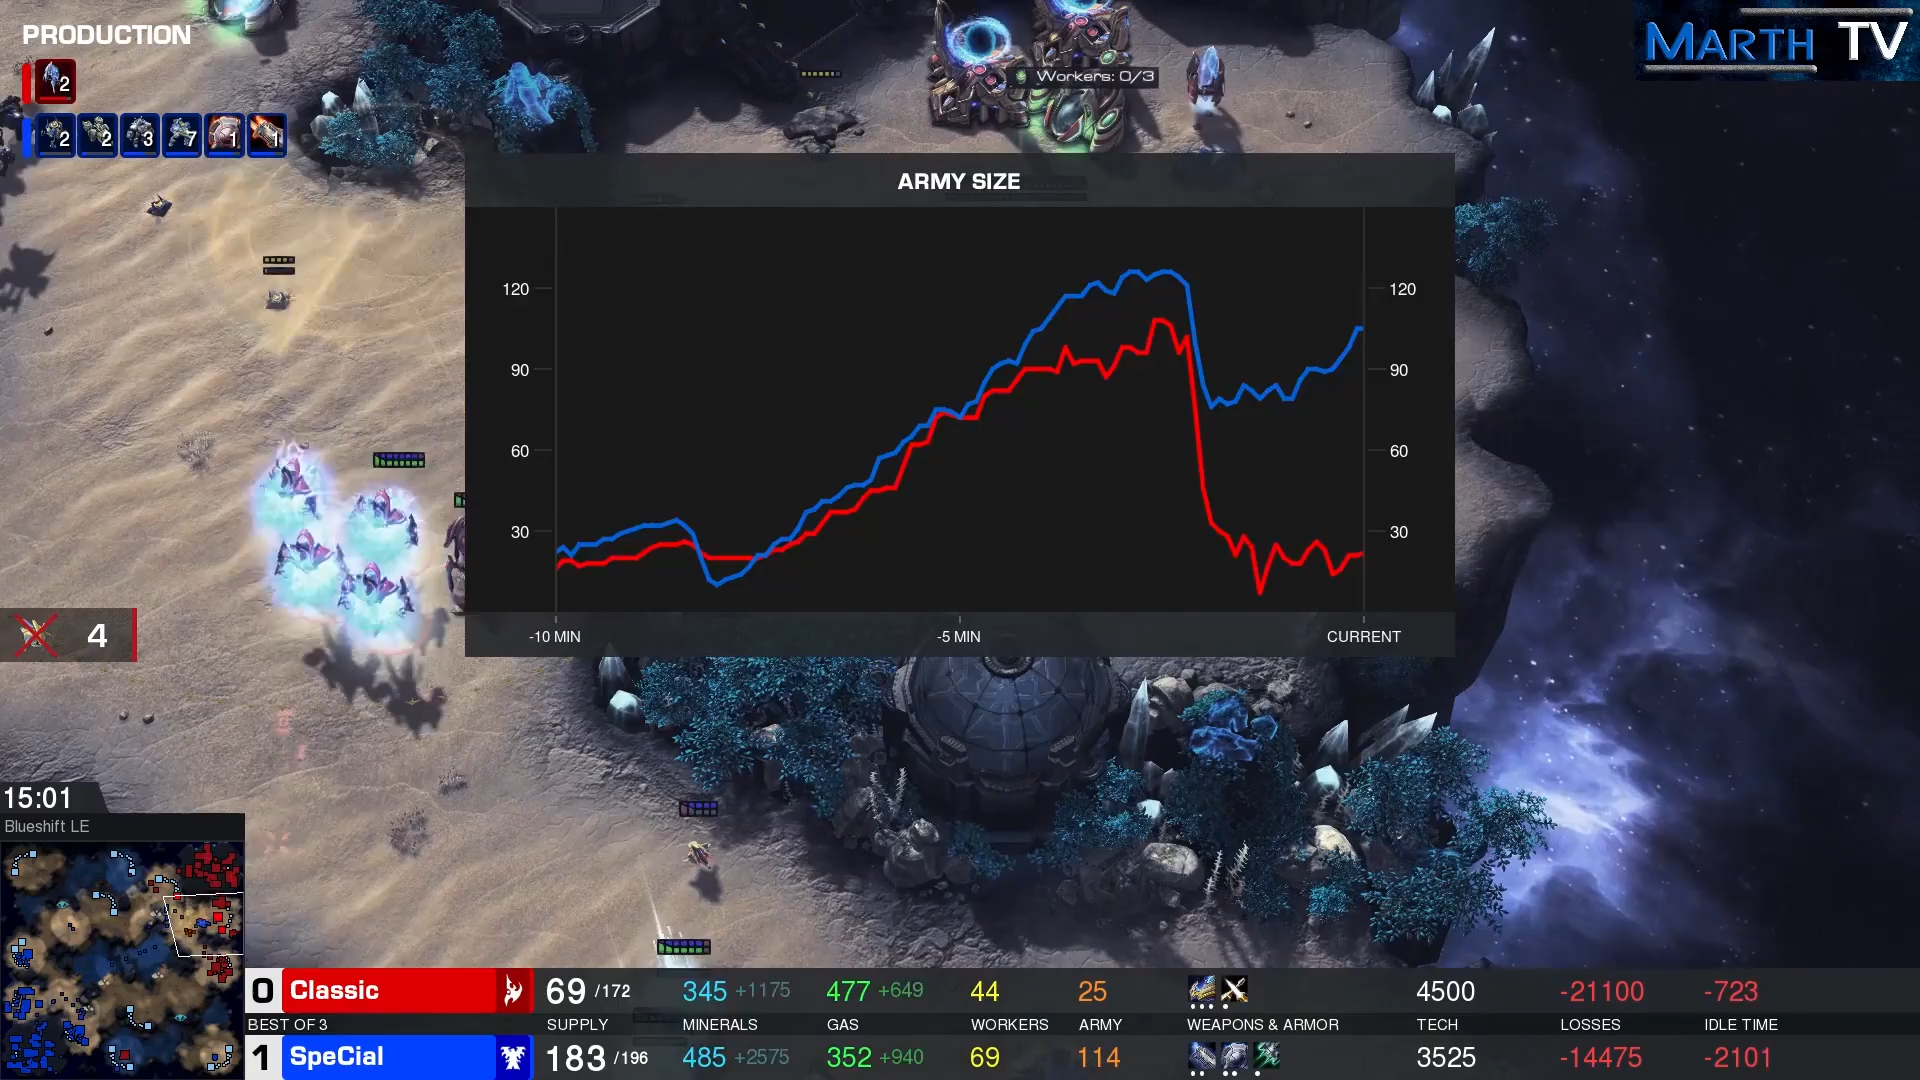 PRODUCTION
MARTH TV
2
2 2 3 7 1 1
Workers: 0/3
ARMY SIZE
120 120
90 90
60 60
30 30
-10 MIN -5 MIN CURRENT
4
15:01
Blueshift LE
0 Classic 69 /172 345 +1175 477 +649 44 25 4500 -21100 -723
BEST OF 3 SUPPLY MINERALS GAS WORKERS ARMY WEAPONS & ARMOR TECH LOSSES IDLE TIME
1 SpeCial 183 /196 485 +2575 352 +940 69 114 3525 -14475 -2101